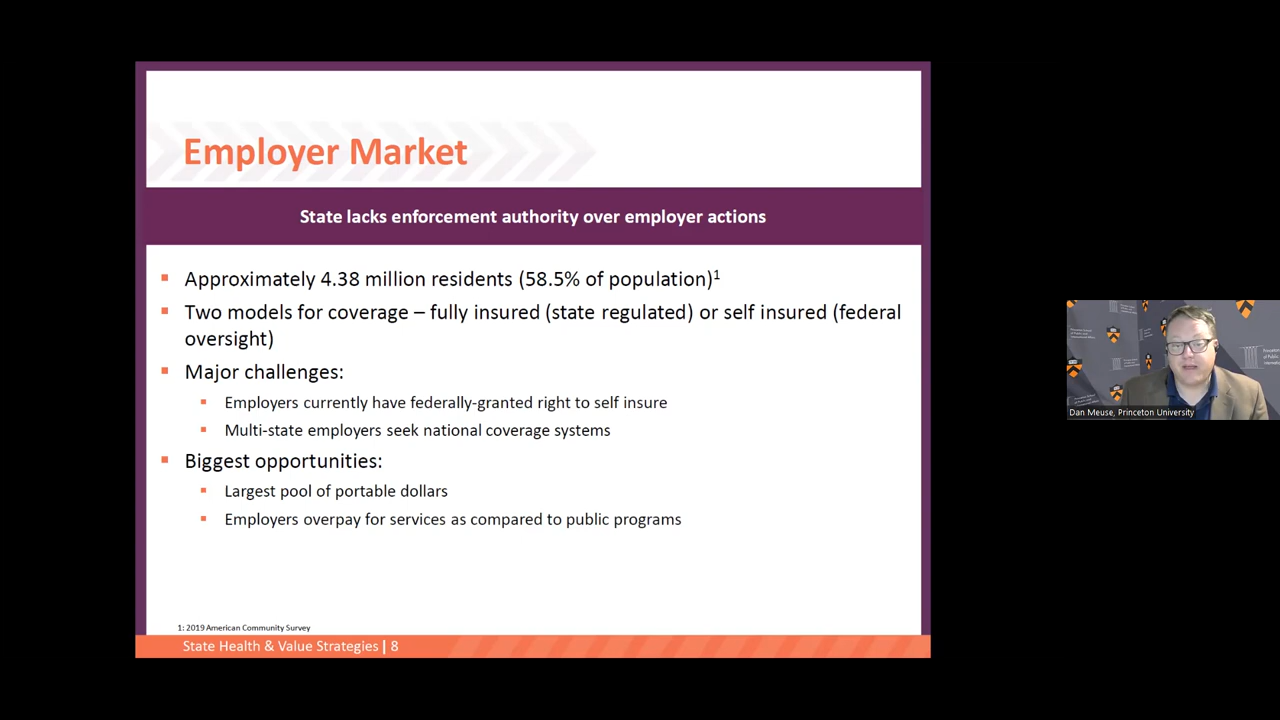 Employer Market
State lacks enforcement authority over employer actions
▪ Approximately 4.38 million residents (58.5% of population)¹
▪ Two models for coverage – fully insured (state regulated) or self insured (federal
oversight)
▪ Major challenges:
▪ Employers currently have federally-granted right to self insure
▪ Multi-state employers seek national coverage systems
▪ Biggest opportunities:
▪ Largest pool of portable dollars
▪ Employers overpay for services as compared to public programs
1: 2019 American Community Survey
State Health & Value Strategies | 8
Dan Meuse, Princeton University